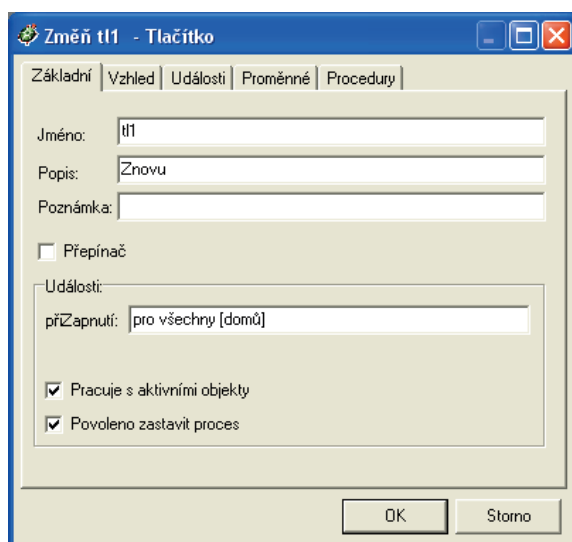 Změň tl1 - Tlačítko
Základní Vzhled Události Proměnné Procedury
Jméno: tl1
Popis: Znovu
Poznámka:
Přepínač
Události:
přiZapnutí: pro všechny [domů]
Pracuje s aktivními objekty
Povoleno zastavit proces
OK Storno